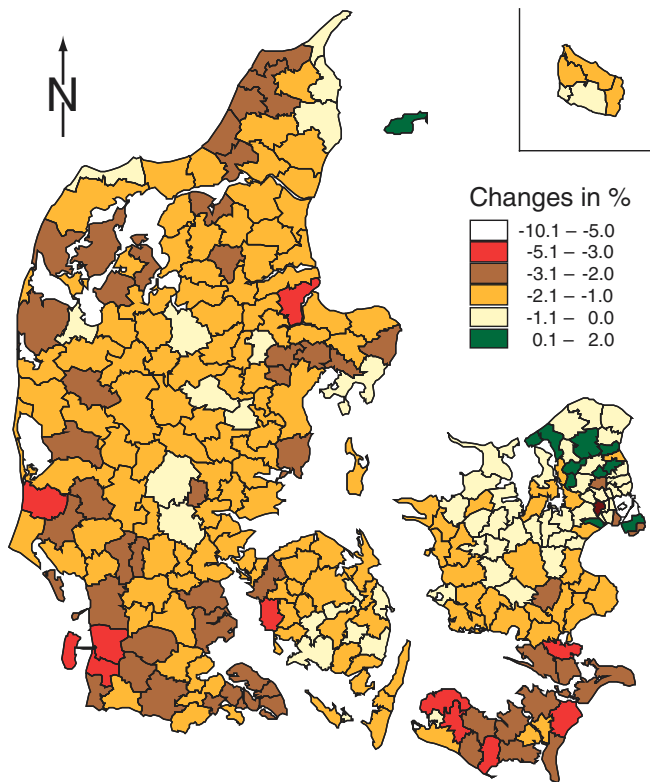 N
Changes in %
-10.1 – -5.0
-5.1 – -3.0
-3.1 – -2.0
-2.1 – -1.0
-1.1 – 0.0
0.1 – 2.0